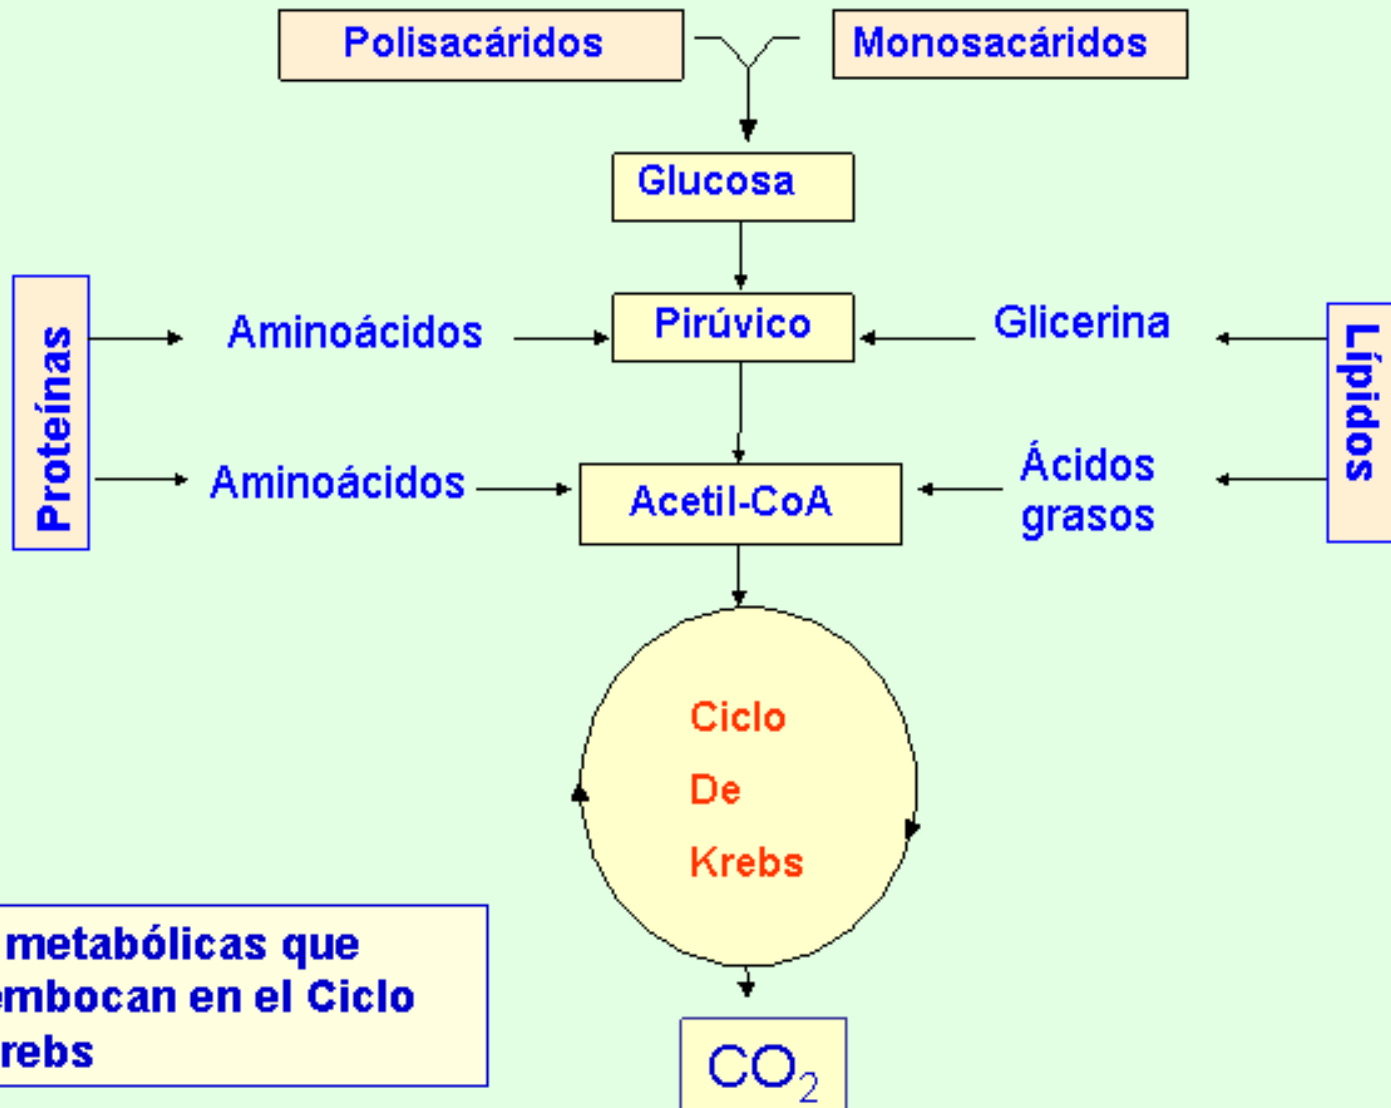 Polisacáridos
Monosacáridos
Glucosa
Proteínas
Aminoácidos
Pirúvico
Glicerina
Lípidos
Aminoácidos
Acetil-CoA
Ácidos
grasos
Ciclo
De
Krebs
metabólicas que
embocan en el Ciclo
rebs
CO₂